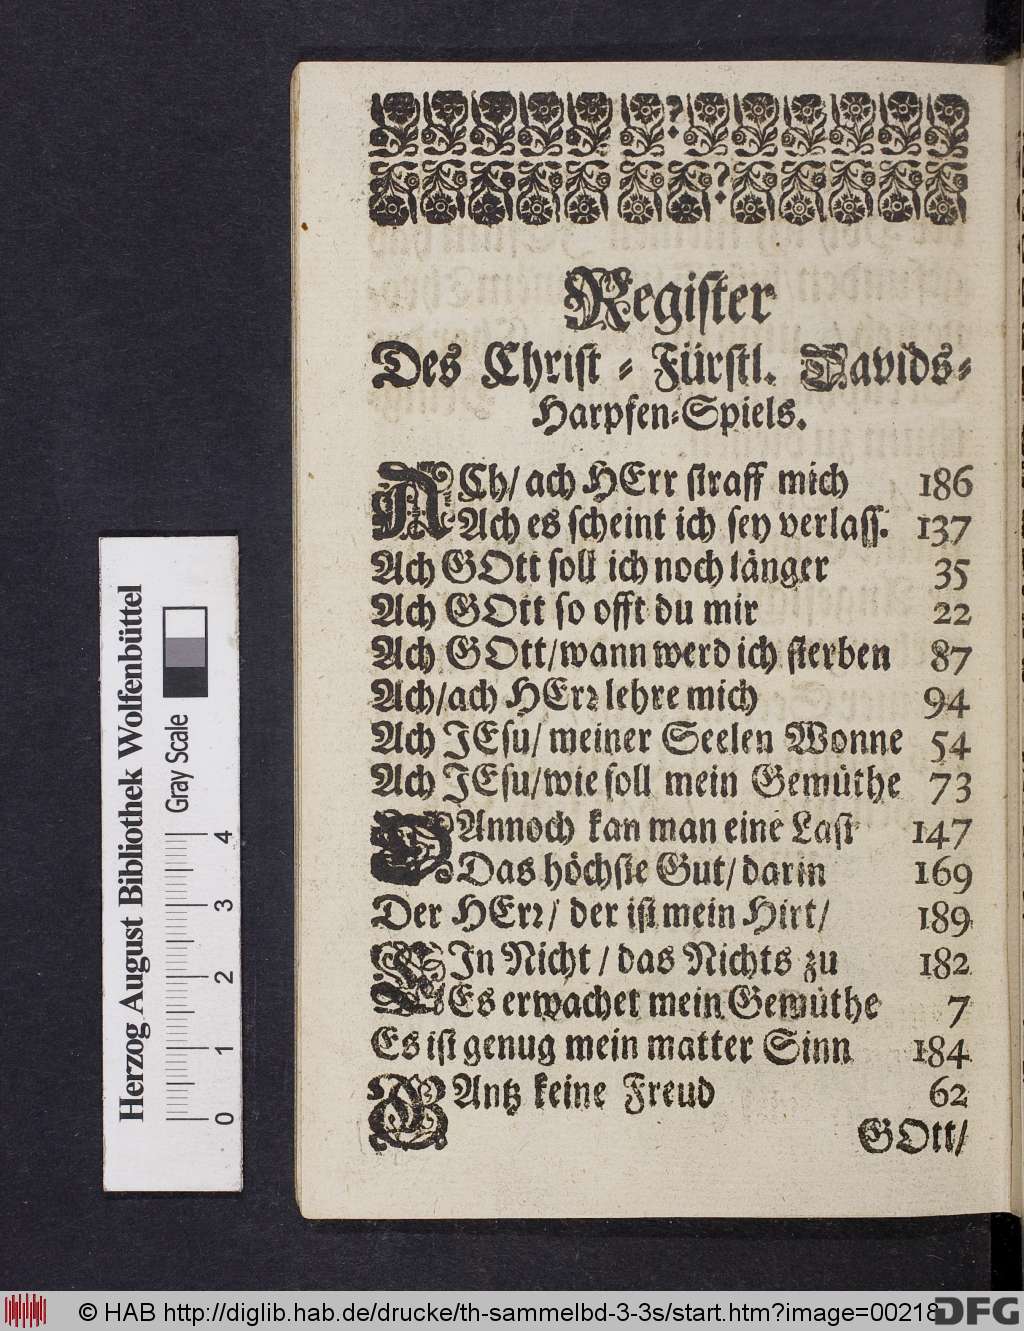 Register
Des Christ - Fürstl. Davids-
Harpfen-Spiels.
ACh/ ach HErr straff mich 186
Ach es scheint ich sey verlass. 137
Ach GOtt soll ich noch länger 35
Ach GOtt so offt du mir 22
Ach GOtt/ wann werd ich sterben 87
Ach/ ach HErr lehre mich 94
Ach JEsu/ meiner Seelen Wonne 54
Ach JEsu/ wie soll mein Gemüthe 73
DAnnoch kan man eine Last 147
Das höchste Gut/ darin 169
Der HErr/ der ist mein Hirt/ 189
EIn Nicht / das Nichts zu 182
Es erwachet mein Gemüthe 7
Es ist genug mein matter Sinn 184
GAntz keine Freud 62
GOtt/
Herzog August Bibliothek Wolfenbüttel
Gray Scale
0 1 2 3 4
© HAB http://diglib.hab.de/drucke/th-sammelbd-3-3s/start.htm?image=00218
DFG